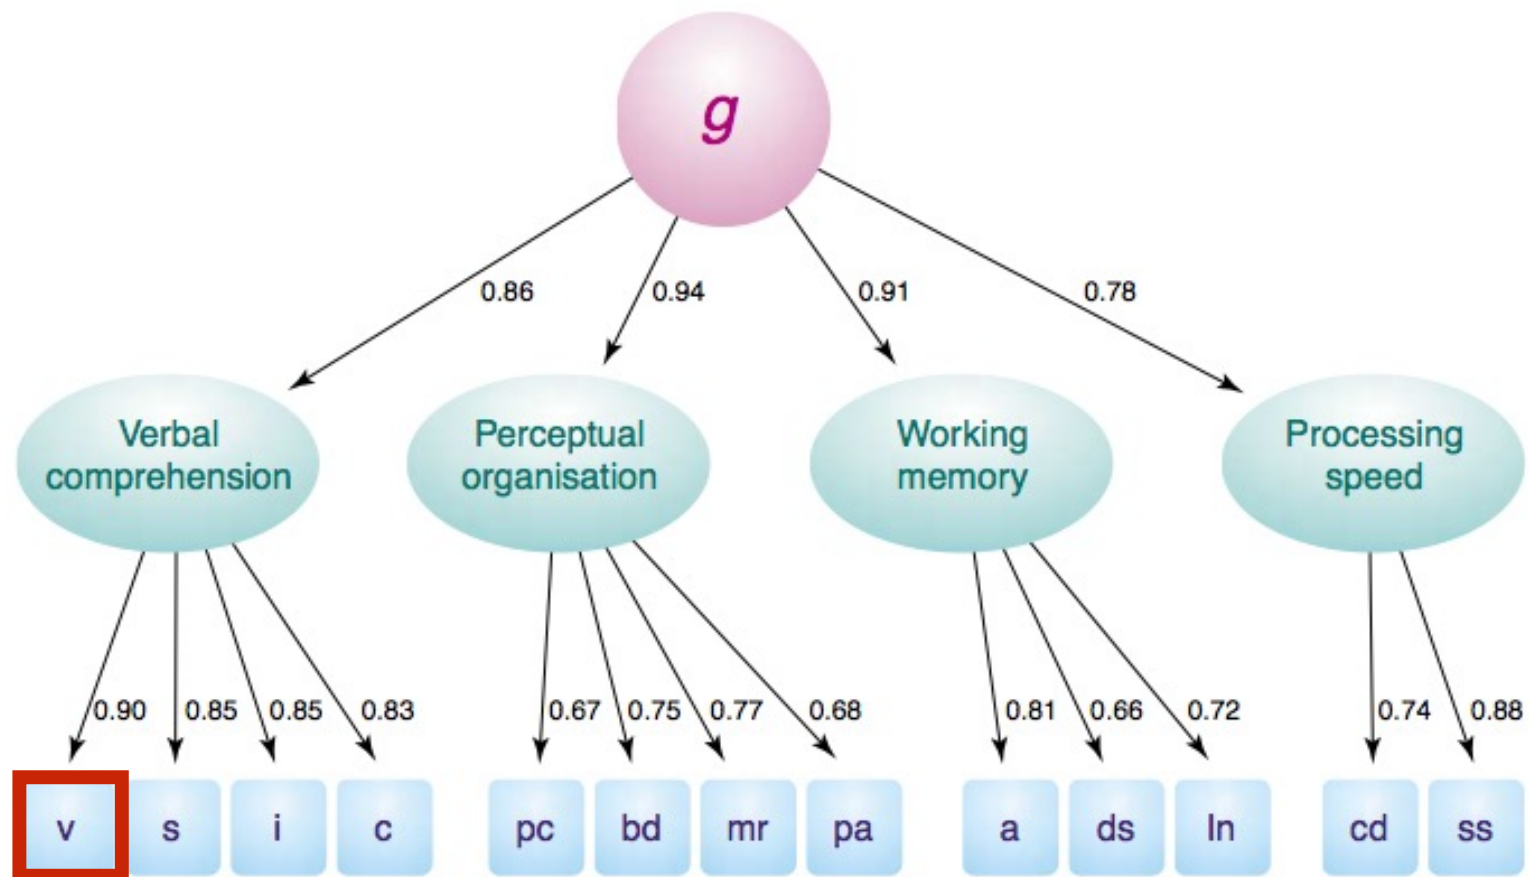 g
0.86 0.94 0.91 0.78
Verbal
comprehension
Perceptual
organisation
Working
memory
Processing
speed
0.90 0.85 0.85 0.83 0.67 0.75 0.77 0.68 0.81 0.66 0.72 0.74 0.88
v s i c pc bd mr pa a ds ln cd ss